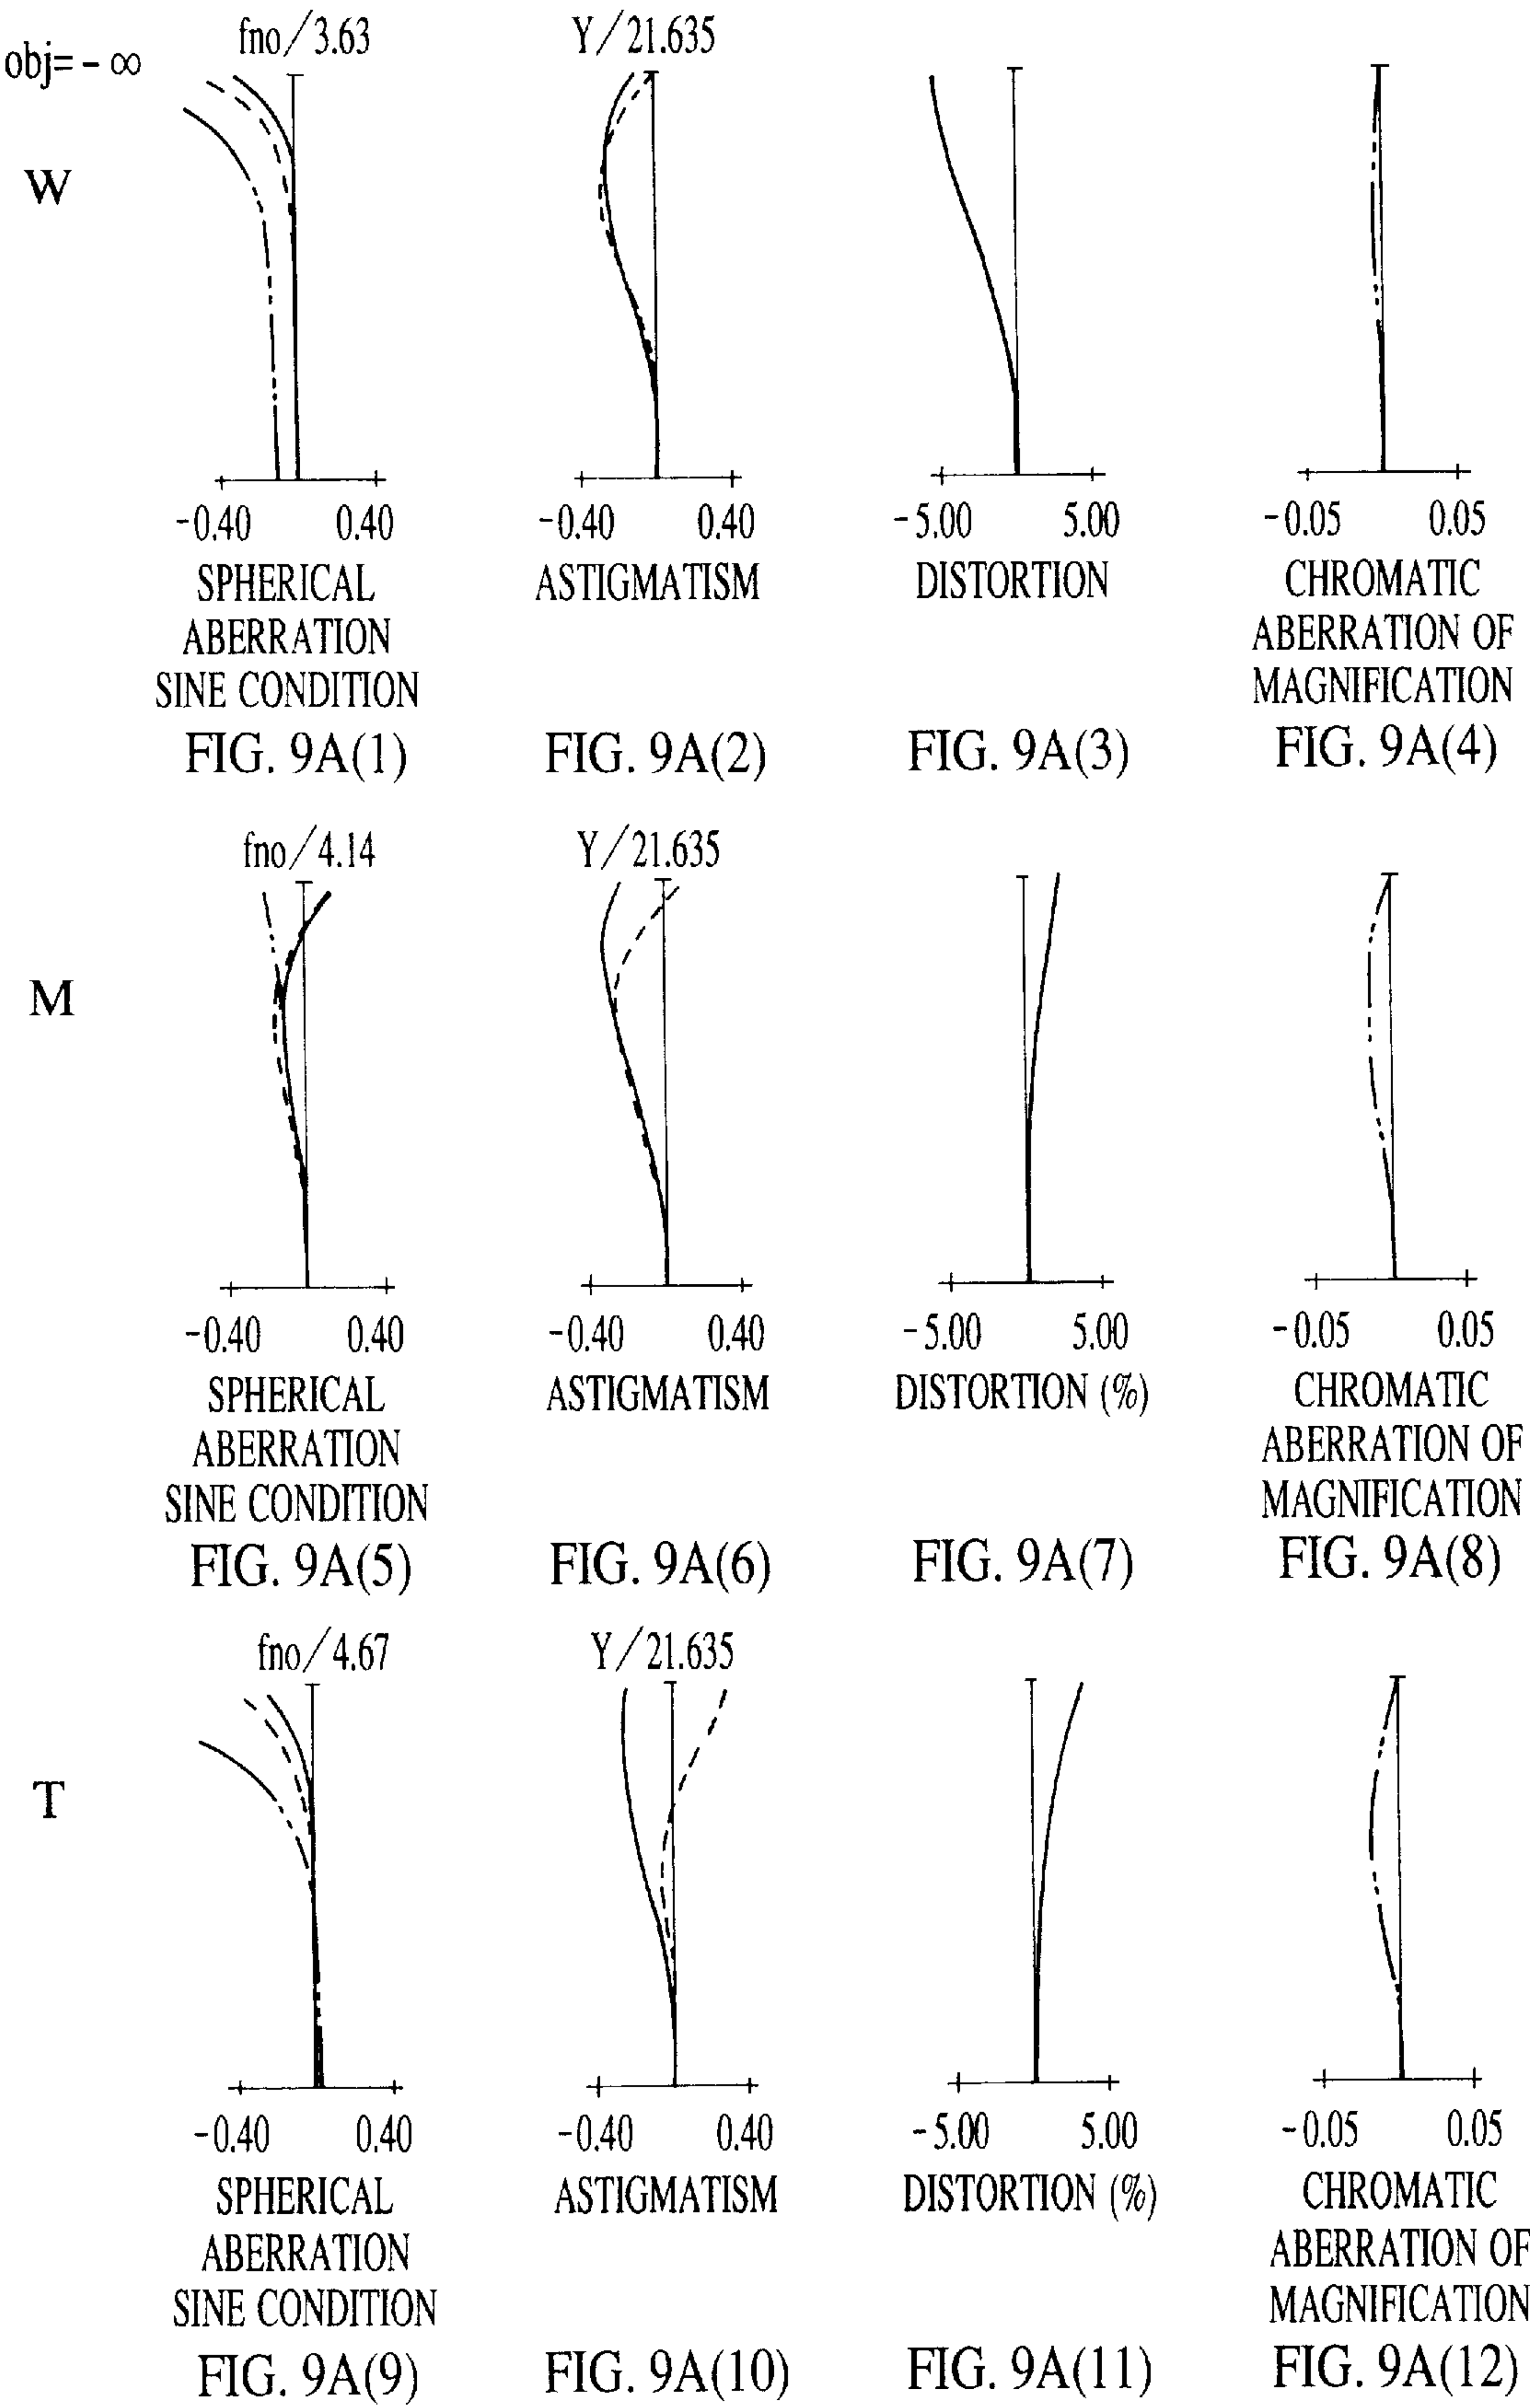 obj= - ∞
fno/3.63
Y/21.635
W
-0.40 0.40
-0.40 0.40
-5.00 5.00
-0.05 0.05
SPHERICAL
ABERRATION
SINE CONDITION
ASTIGMATISM
DISTORTION
CHROMATIC
ABERRATION OF
MAGNIFICATION
FIG. 9A(1)
FIG. 9A(2)
FIG. 9A(3)
FIG. 9A(4)
fno/4.14
Y/21.635
M
-0.40 0.40
-0.40 0.40
-5.00 5.00
-0.05 0.05
SPHERICAL
ABERRATION
SINE CONDITION
ASTIGMATISM
DISTORTION (%)
CHROMATIC
ABERRATION OF
MAGNIFICATION
FIG. 9A(5)
FIG. 9A(6)
FIG. 9A(7)
FIG. 9A(8)
fno/4.67
Y/21.635
T
-0.40 0.40
-0.40 0.40
-5.00 5.00
-0.05 0.05
SPHERICAL
ABERRATION
SINE CONDITION
ASTIGMATISM
DISTORTION (%)
CHROMATIC
ABERRATION OF
MAGNIFICATION
FIG. 9A(9)
FIG. 9A(10)
FIG. 9A(11)
FIG. 9A(12)